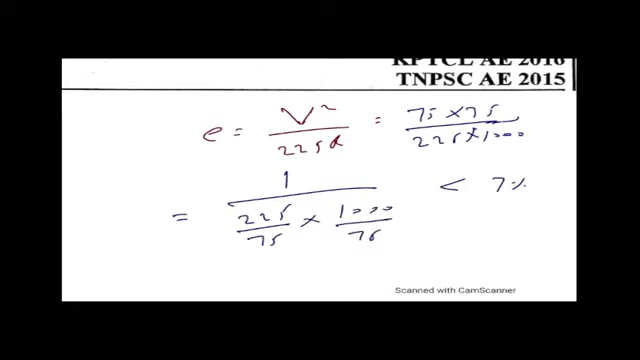 KPTCL AE 2016
TNPSC AE 2015
e = V² / 225R = 75 × 75 / 225 × 1000
= 1 / (225/75 × 1000/75) < 7%
Scanned with CamScanner